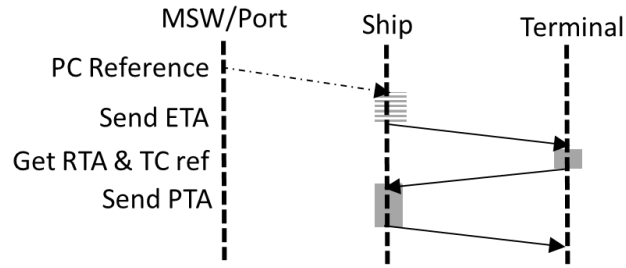 MSW/Port
Ship
Terminal
PC Reference
Send ETA
Get RTA & TC ref
Send PTA